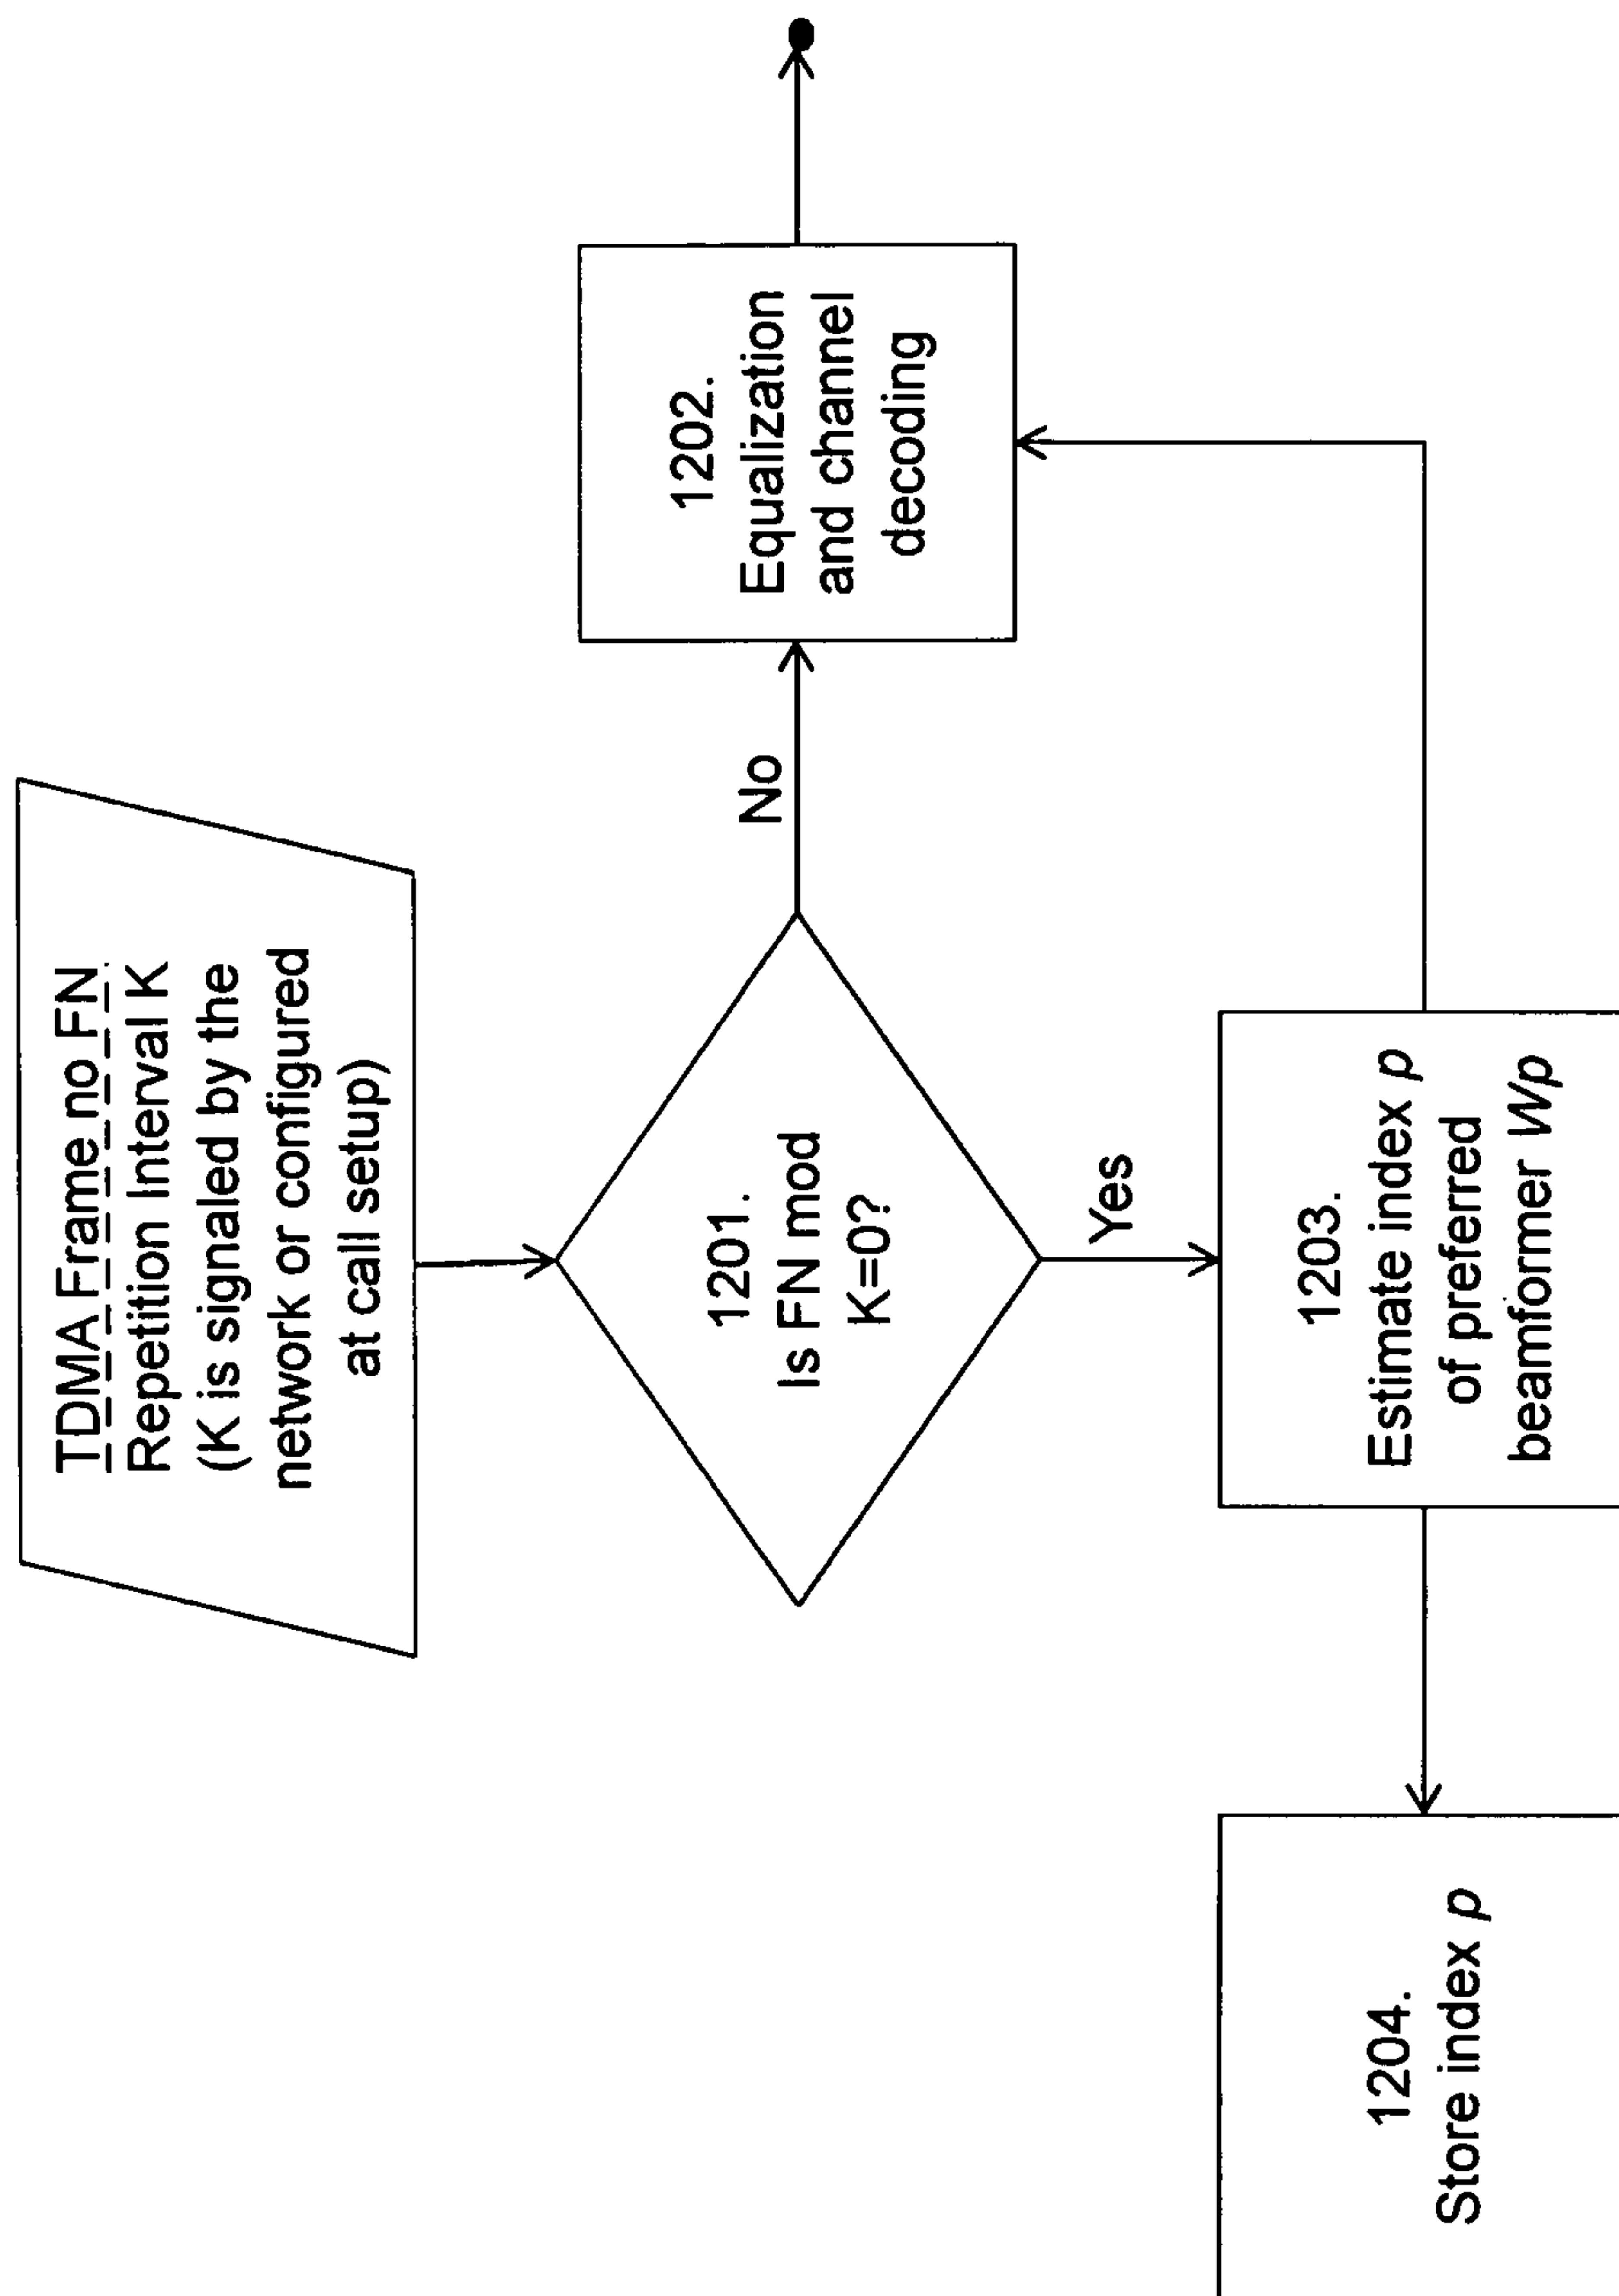 TDMA Frame no FN
Repetition Interval K
(K is signaled by the
network or configured
at call setup)
1201.
Is FN mod
K=0?
No
1202.
Equalization
and channel
decoding
Yes
1203.
Estimate index p
of preferred
beamformer Wp
1204.
Store index p